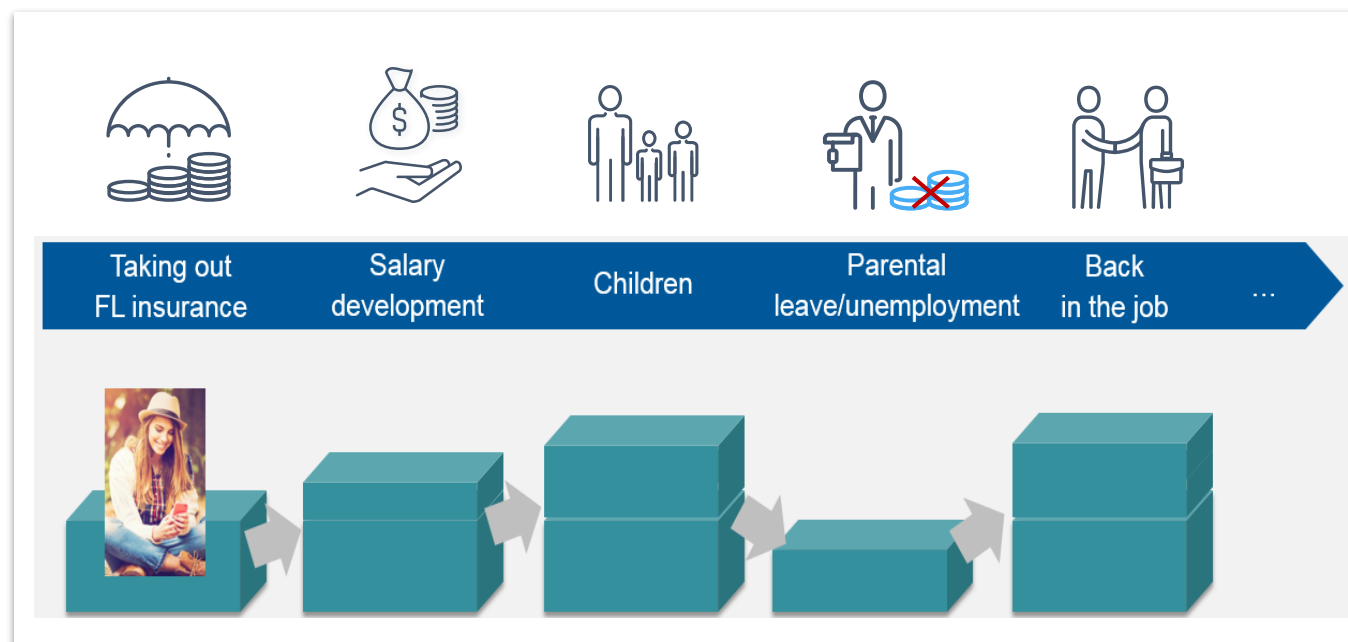 $
Taking out
FL insurance
Salary
development
Children
Parental
leave/unemployment
Back
in the job
...